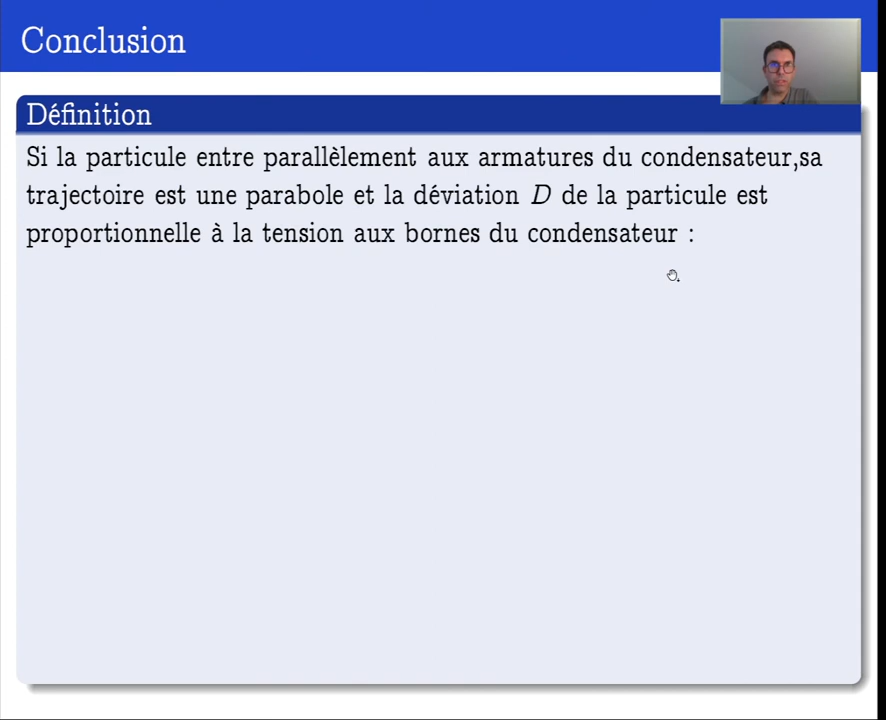 Conclusion
Définition
Si la particule entre parallèlement aux armatures du condensateur,sa
trajectoire est une parabole et la déviation D de la particule est
proportionnelle à la tension aux bornes du condensateur :